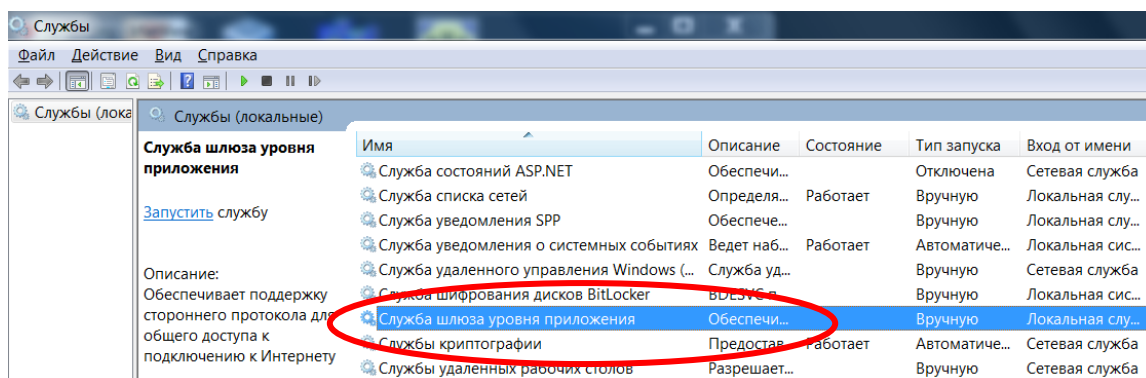 Службы
Файл Действие Вид Справка
Службы (лока
Службы (локальные)
Служба шлюза уровня приложения
Запустить службу
Описание:
Обеспечивает поддержку
стороннего протокола для
общего доступа к
подключению к Интернету
Имя Описание Состояние Тип запуска Вход от имени
Служба состояний ASP.NET Обеспечи... Отключена Сетевая служба
Служба списка сетей Определя... Работает Вручную Локальная слу...
Служба уведомления SPP Обеспече... Вручную Локальная слу...
Служба уведомления о системных событиях Ведет наб... Работает Автоматиче... Локальная сис...
Служба удаленного управления Windows (... Служба уд... Вручную Сетевая служба
Служба шифрования дисков BitLocker BDESVC п... Вручную Локальная сис...
Служба шлюза уровня приложения Обеспечи... Вручную Локальная слу...
Службы криптографии Предостав... Работает Автоматиче... Сетевая служба
Службы удаленных рабочих столов Разрешает... Вручную Сетевая служба